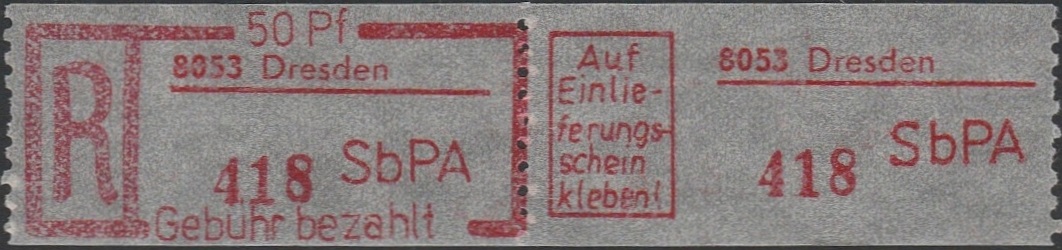 50 Pf
R
8053 Dresden
418 SbPA
Gebühr bezahlt
Auf
Einlie-
ferungs-
schein
kleben!
8053 Dresden
418 SbPA